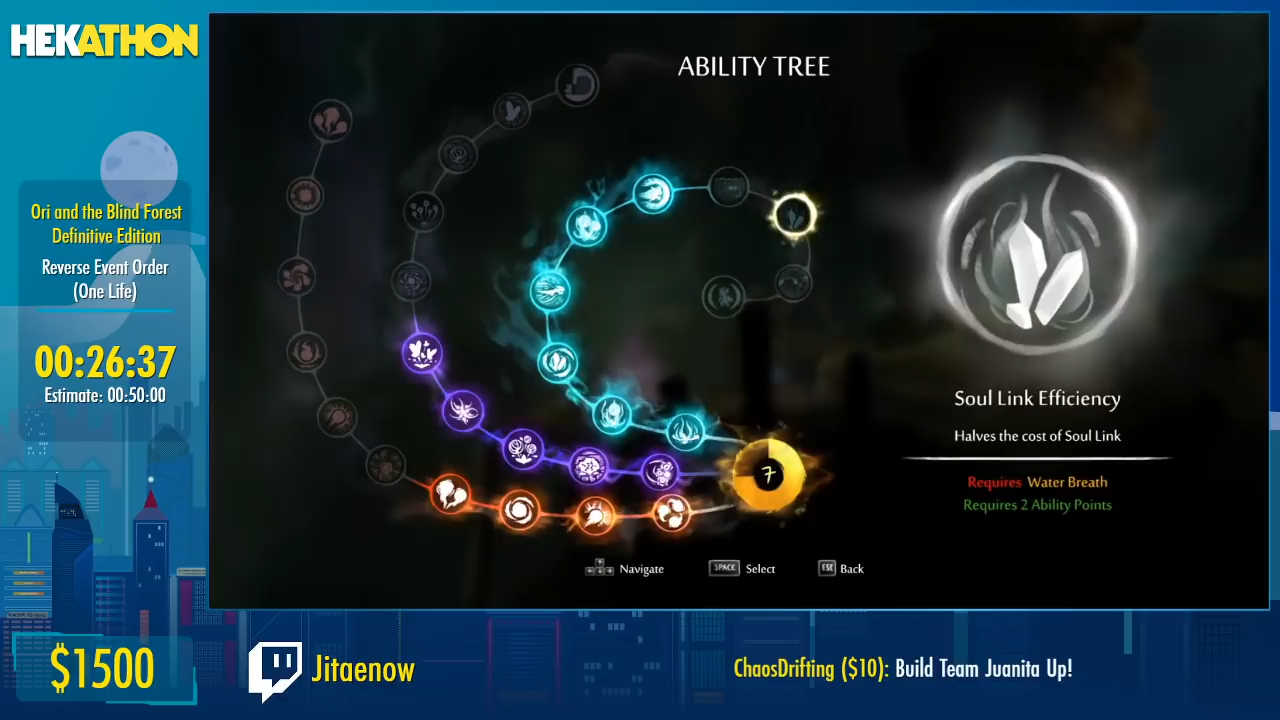 HEKATHON
ABILITY TREE
Ori and the Blind Forest
Definitive Edition
Reverse Event Order
(One Life)
00:26:37
Estimate: 00:50:00
7
Soul Link Efficiency
Halves the cost of Soul Link
Requires Water Breath
Requires 2 Ability Points
Navigate
SPACE Select
ESC Back
$1500
Jitaenow
ChaosDrifting ($10): Build Team Juanita Up!